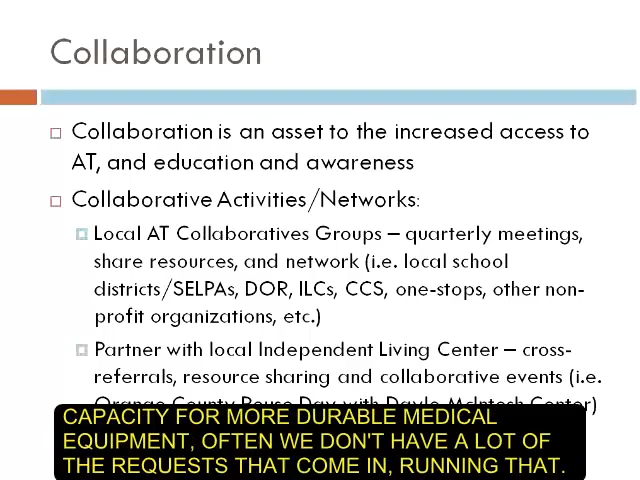 Collaboration
Collaboration is an asset to the increased access to
AT, and education and awareness
Collaborative Activities/Networks:
Local AT Collaboratives Groups – quarterly meetings,
share resources, and network (i.e. local school
districts/SELPAs, DOR, ILCs, CCS, one-stops, other non-
profit organizations, etc.)
Partner with local Independent Living Center – cross-
referrals, resource sharing and collaborative events (i.e.
Orange County Reuse Day with Dayle McIntosh Center)
CAPACITY FOR MORE DURABLE MEDICAL
EQUIPMENT, OFTEN WE DON'T HAVE A LOT OF
THE REQUESTS THAT COME IN, RUNNING THAT.